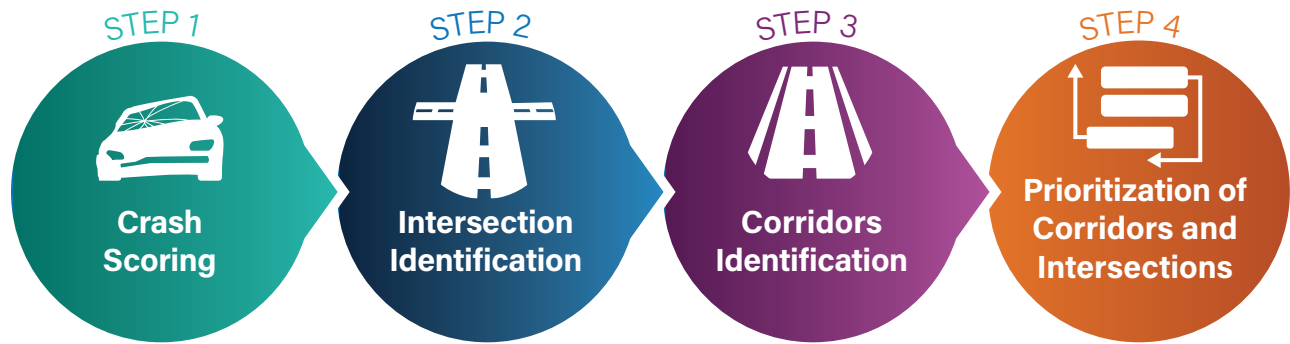 STEP 1
Crash
Scoring
STEP 2
Intersection
Identification
STEP 3
Corridors
Identification
STEP 4
Prioritization of
Corridors and
Intersections